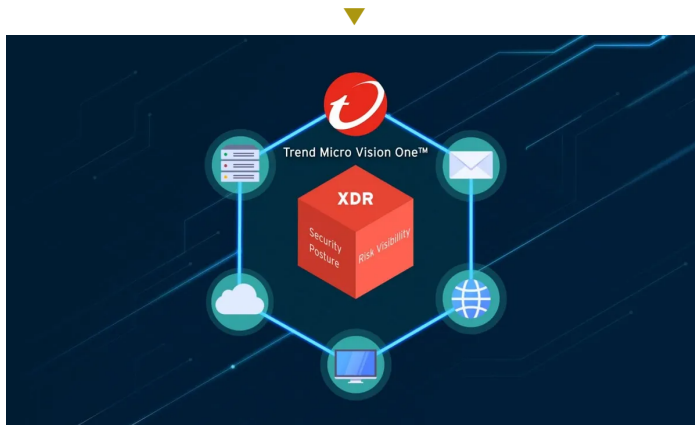 Trend Micro Vision One™
XDR
Security
Posture
Risk Visibility